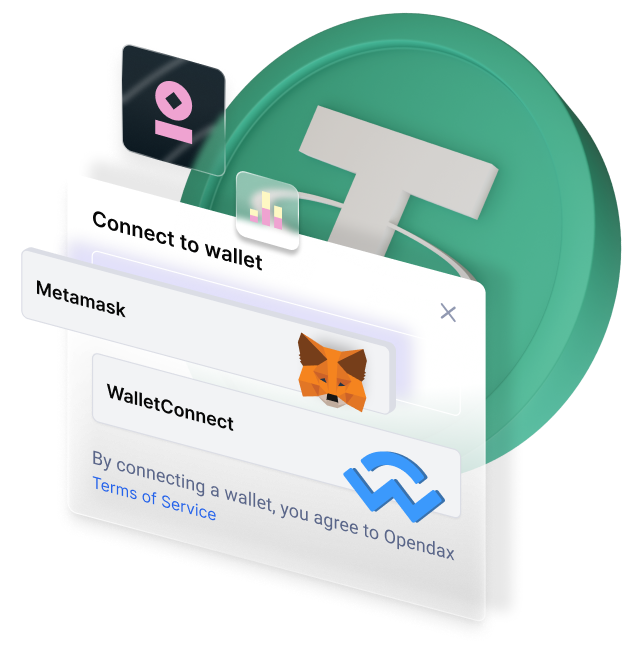 Connect to wallet
Metamask
WalletConnect
By connecting a wallet, you agree to Opendax
Terms of Service